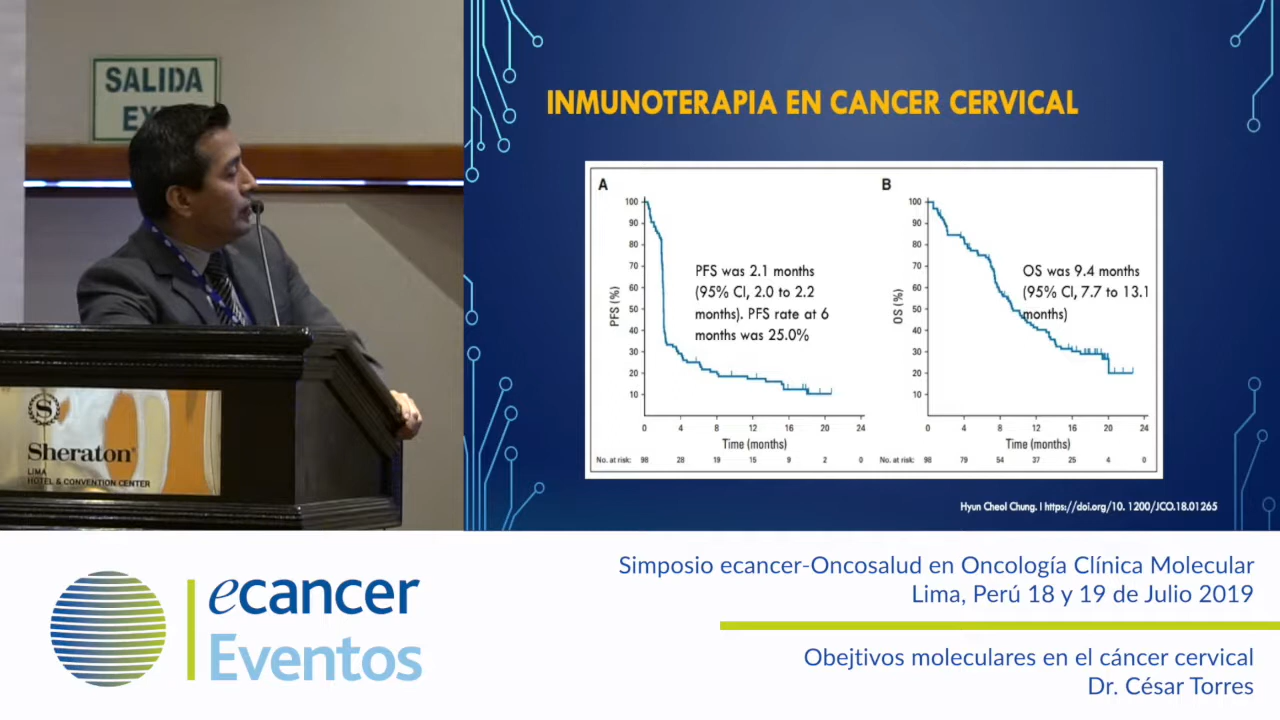 SALIDA
INMUNOTERAPIA EN CANCER CERVICAL
A
100
90
80
70
60
50
40
30
20
10
PFS (%)
PFS was 2.1 months
(95% CI, 2.0 to 2.2
months). PFS rate at 6
months was 25.0%
0 4 8 12 16 20 24
Time (months)
No. at risk: 98 28 19 15 9 2 0
B
100
90
80
70
60
50
40
30
20
10
OS (%)
OS was 9.4 months
(95% CI, 7.7 to 13.1
months)
0 4 8 12 16 20 24
Time (months)
No. at risk: 98 79 54 37 25 4 0
Hyun Cheol Chung. l https://doi.org/10. 1200/JCO.18.01265
S
Sheraton®
LIMA
HOTEL & CONVENTION CENTER
ecancer
Eventos
Simposio ecancer-Oncosalud en Oncología Clínica Molecular
Lima, Perú 18 y 19 de Julio 2019
Obejtivos moleculares en el cáncer cervical
Dr. César Torres